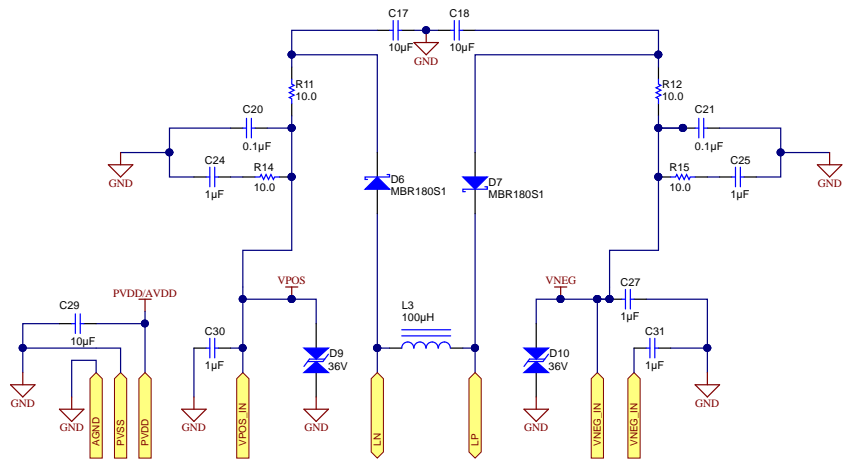 C17
C18
10µF
10µF
GND
R11
10.0
R12
10.0
C20
0.1µF
C21
0.1µF
GND
C24
1µF
R14
10.0
D6
MBR180S1
D7
MBR180S1
R15
10.0
C25
1µF
GND
PVDD/AVDD
VPOS
VNEG
C29
10µF
C30
1µF
D9
36V
L3
100µH
D10
36V
C27
1µF
C31
1µF
GND
GND
GND
GND
GND
GND
AGND
PVSS
PVDD
VPOS_IN
LN
LP
VNEG_IN
VNEG_IN